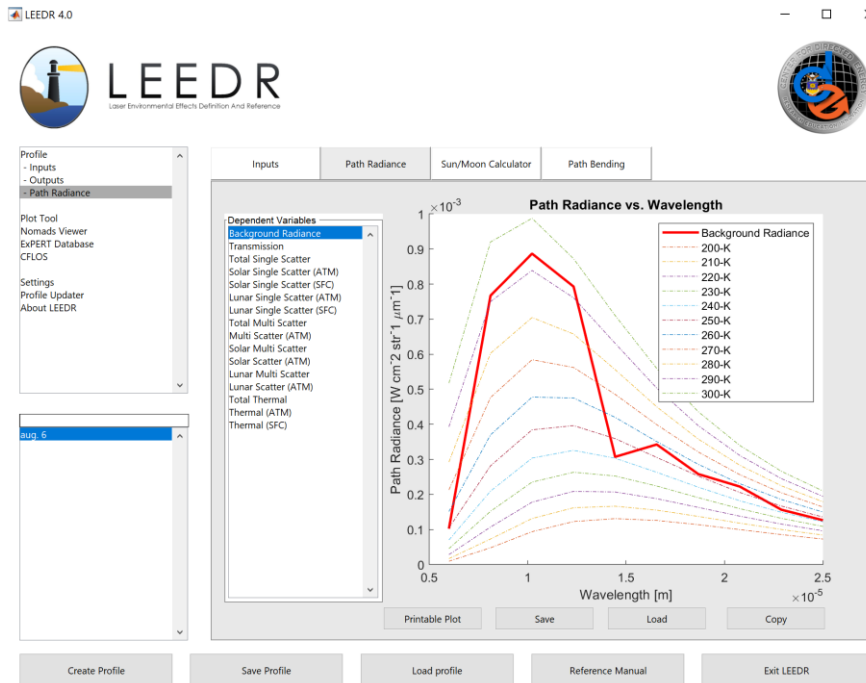 LEEDR 4.0
LEEDR
Laser Environmental Effects Definition And Reference
Profile
- Inputs
- Outputs
- Path Radiance
Plot Tool
Nomads Viewer
ExPERT Database
CFLOS
Settings
Profile Updater
About LEEDR
aug. 6
Inputs
Path Radiance
Sun/Moon Calculator
Path Bending
Dependent Variables
Background Radiance
Transmission
Total Single Scatter
Solar Single Scatter (ATM)
Solar Single Scatter (SFC)
Lunar Single Scatter (ATM)
Lunar Single Scatter (SFC)
Total Multi Scatter
Multi Scatter (ATM)
Solar Multi Scatter
Solar Scatter (ATM)
Lunar Multi Scatter
Lunar Scatter (ATM)
Total Thermal
Thermal (ATM)
Thermal (SFC)
Path Radiance vs. Wavelength
×10⁻³
1
0.9
0.8
0.7
0.6
0.5
0.4
0.3
0.2
0.1
0
Path Radiance [W cm⁻2 str⁻1 μm⁻1]
0.5
1
1.5
2
2.5
Wavelength [m]
×10⁻⁵
Background Radiance
200-K
210-K
220-K
230-K
240-K
250-K
260-K
270-K
280-K
290-K
300-K
Printable Plot
Save
Load
Copy
Create Profile
Save Profile
Load profile
Reference Manual
Exit LEEDR